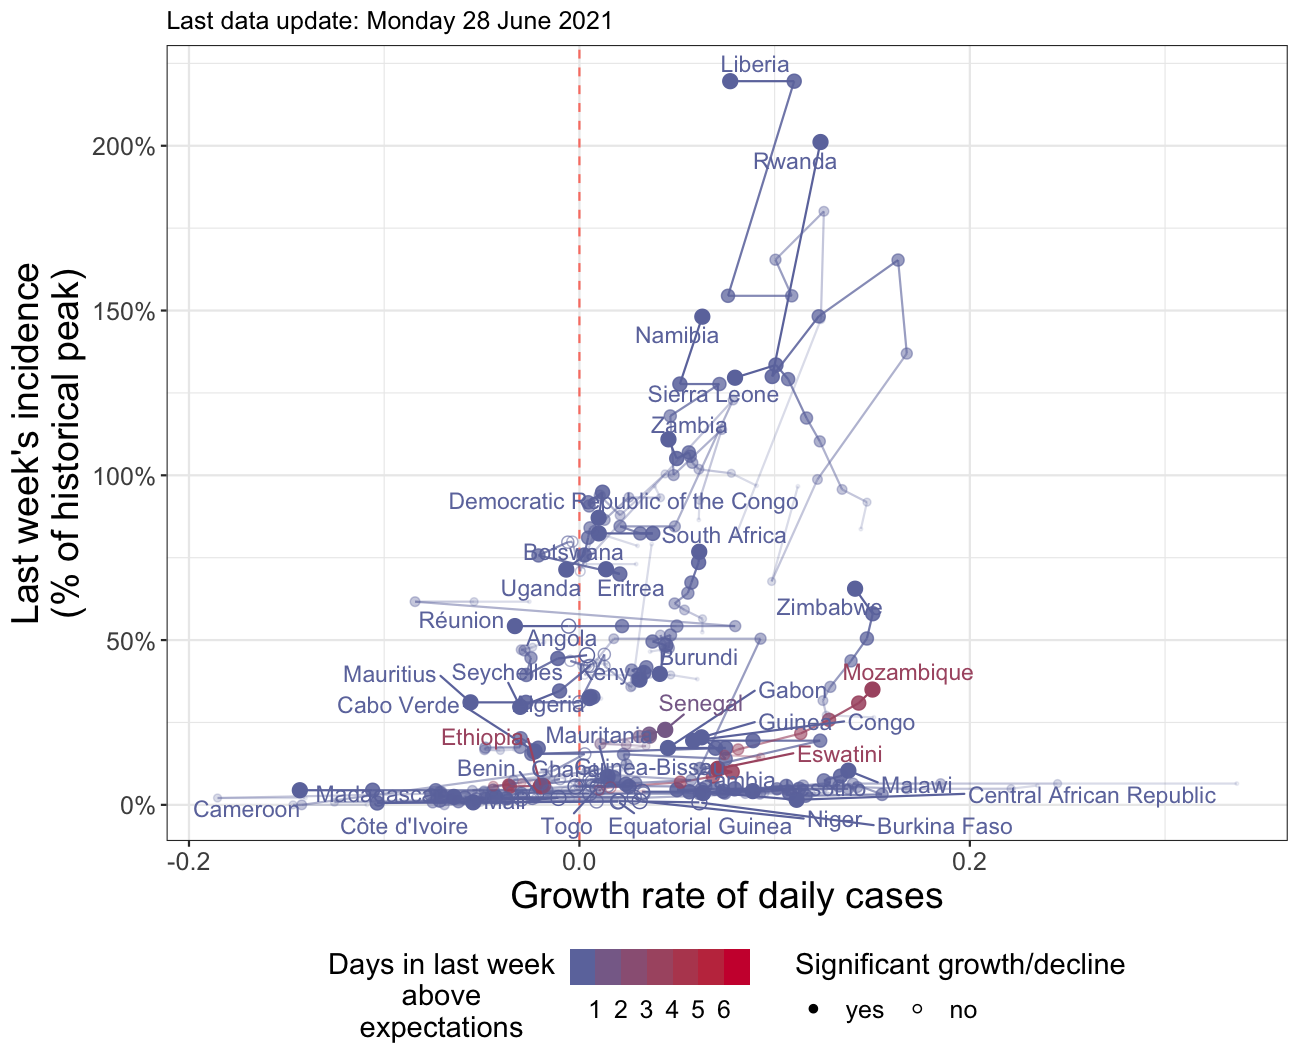 Last data update: Monday 28 June 2021
Last week's incidence
(% of historical peak)
200%
150%
100%
50%
0%
Liberia
Rwanda
Namibia
Sierra Leone
Zambia
Democratic Republic of the Congo
South Africa
Botswana
Uganda
Eritrea
Zimbabwe
Réunion
Angola
Burundi
Mauritius
Seychelles
Kenya
Mozambique
Cabo Verde
Gabon
Senegal
Guinea
Congo
Ethiopia
Mauritania
Eswatini
Benin
Ghana
Guinea-Bissau
Malawi
Madagascar
Central African Republic
Cameroon
Mali
Côte d'Ivoire
Togo
Equatorial Guinea
Niger
Burkina Faso
-0.2
0.0
0.2
Growth rate of daily cases
Days in last week
above
expectations
1 2 3 4 5 6
Significant growth/decline
yes
no